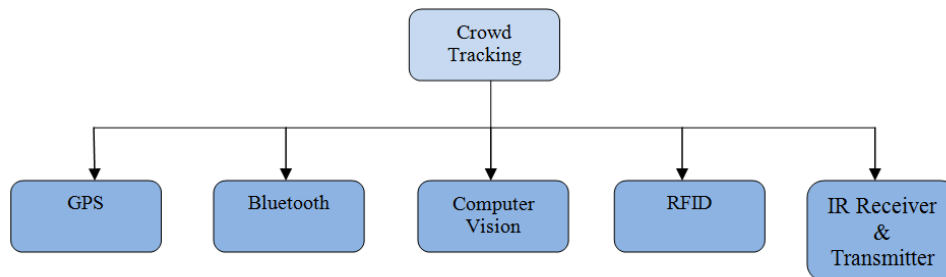 Crowd
Tracking
GPS
Bluetooth
Computer
Vision
RFID
IR Receiver
&
Transmitter